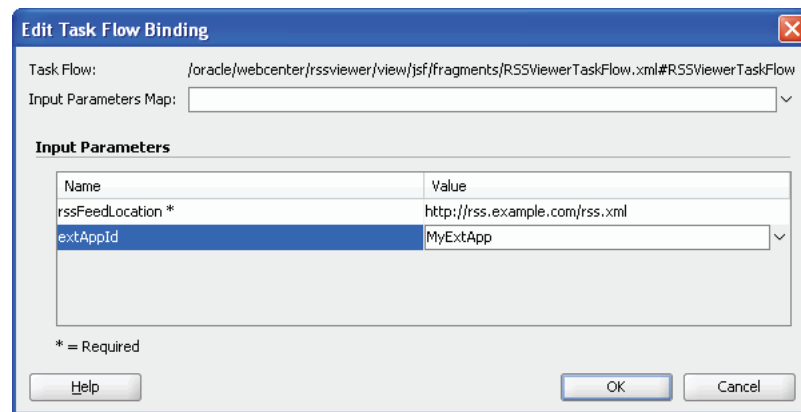 Edit Task Flow Binding
Task Flow: /oracle/webcenter/rssviewer/view/jsf/fragments/RSSViewerTaskFlow.xml#RSSViewerTaskFlow
Input Parameters Map:
Input Parameters
Name Value
rssFeedLocation * http://rss.example.com/rss.xml
extAppId MyExtApp
* = Required
Help OK Cancel